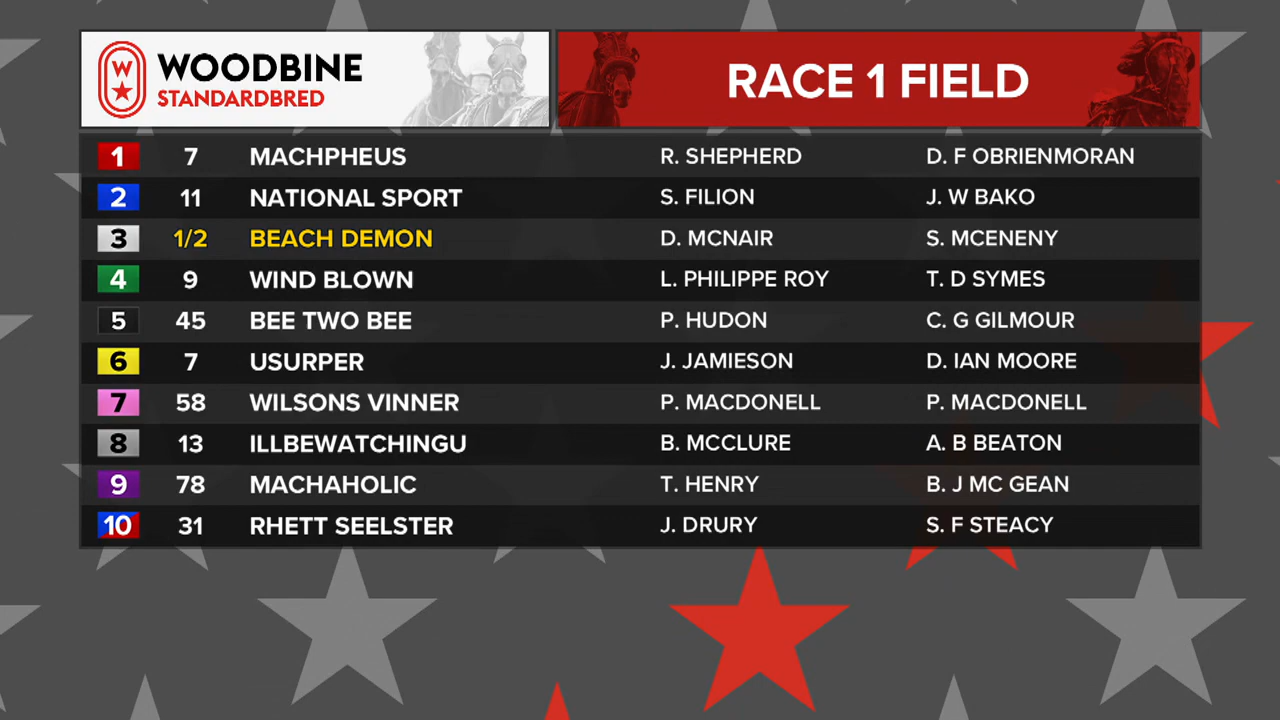 W
WOODBINE
STANDARDBRED
RACE 1 FIELD
1 7 MACHPHEUS R. SHEPHERD D. F OBRIENMORAN
2 11 NATIONAL SPORT S. FILION J. W BAKO
3 1/2 BEACH DEMON D. MCNAIR S. MCENENY
4 9 WIND BLOWN L. PHILIPPE ROY T. D SYMES
5 45 BEE TWO BEE P. HUDON C. G GILMOUR
6 7 USURPER J. JAMIESON D. IAN MOORE
7 58 WILSONS VINNER P. MACDONELL P. MACDONELL
8 13 ILLBEWATCHINGU B. MCCLURE A. B BEATON
9 78 MACHAHOLIC T. HENRY B. J MC GEAN
10 31 RHETT SEELSTER J. DRURY S. F STEACY